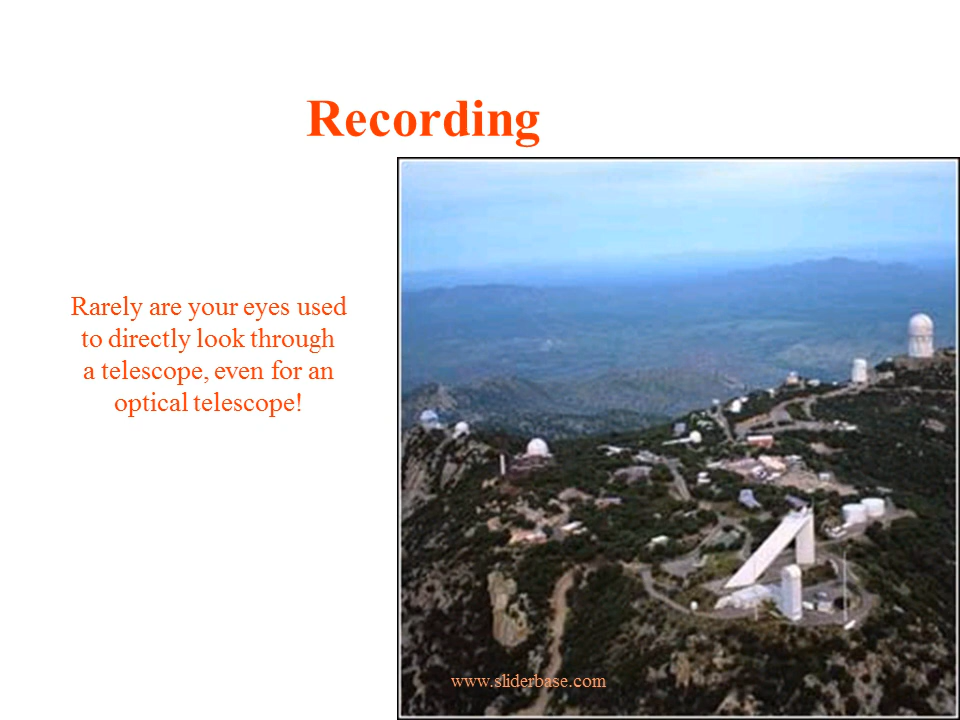 Recording
Rarely are your eyes used
to directly look through
a telescope, even for an
optical telescope!
www.sliderbase.com